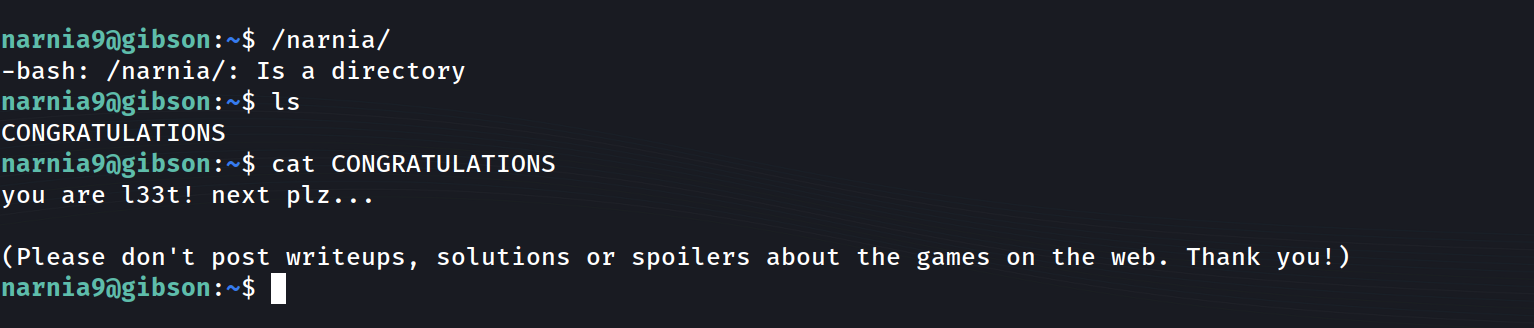 narnia9@gibson:~$ /narnia/
-bash: /narnia/: Is a directory
narnia9@gibson:~$ ls
CONGRATULATIONS
narnia9@gibson:~$ cat CONGRATULATIONS
you are l33t! next plz...
(Please don't post writeups, solutions or spoilers about the games on the web. Thank you!)
narnia9@gibson:~$